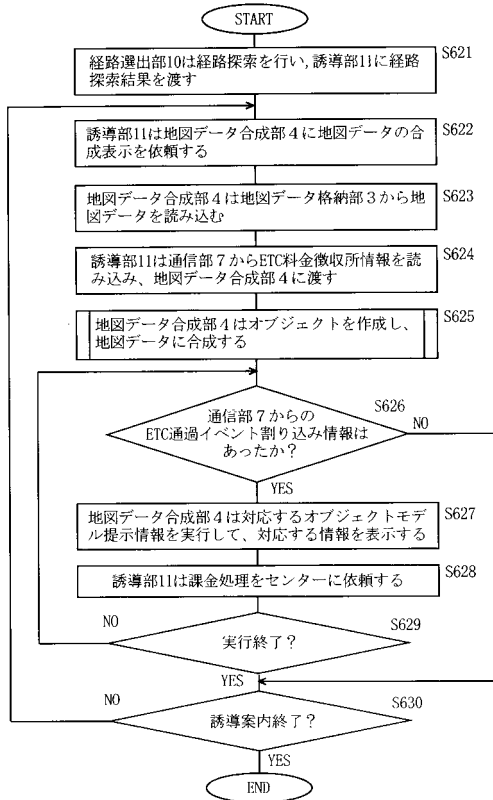 START
経路選出部10は経路探索を行い,誘導部11に経路
探索結果を渡す
S621
誘導部11は地図データ合成部4に地図データの合
成表示を依頼する
S622
地図データ合成部4は地図データ格納部3から地
図データを読み込む
S623
誘導部11は通信部7からETC料金徴収所情報を読
み込み、地図データ合成部4に渡す
S624
地図データ合成部4はオブジェクトを作成し、
地図データに合成する
S625
通信部7からの
ETC通過イベント割り込み情報は
あったか？
S626
NO
YES
地図データ合成部4は対応するオブジェクトモ
デル提示情報を実行して、対応する情報を表示する
S627
誘導部11は課金処理をセンターに依頼する
S628
NO
実行終了？
S629
YES
NO
誘導案内終了？
S630
YES
END